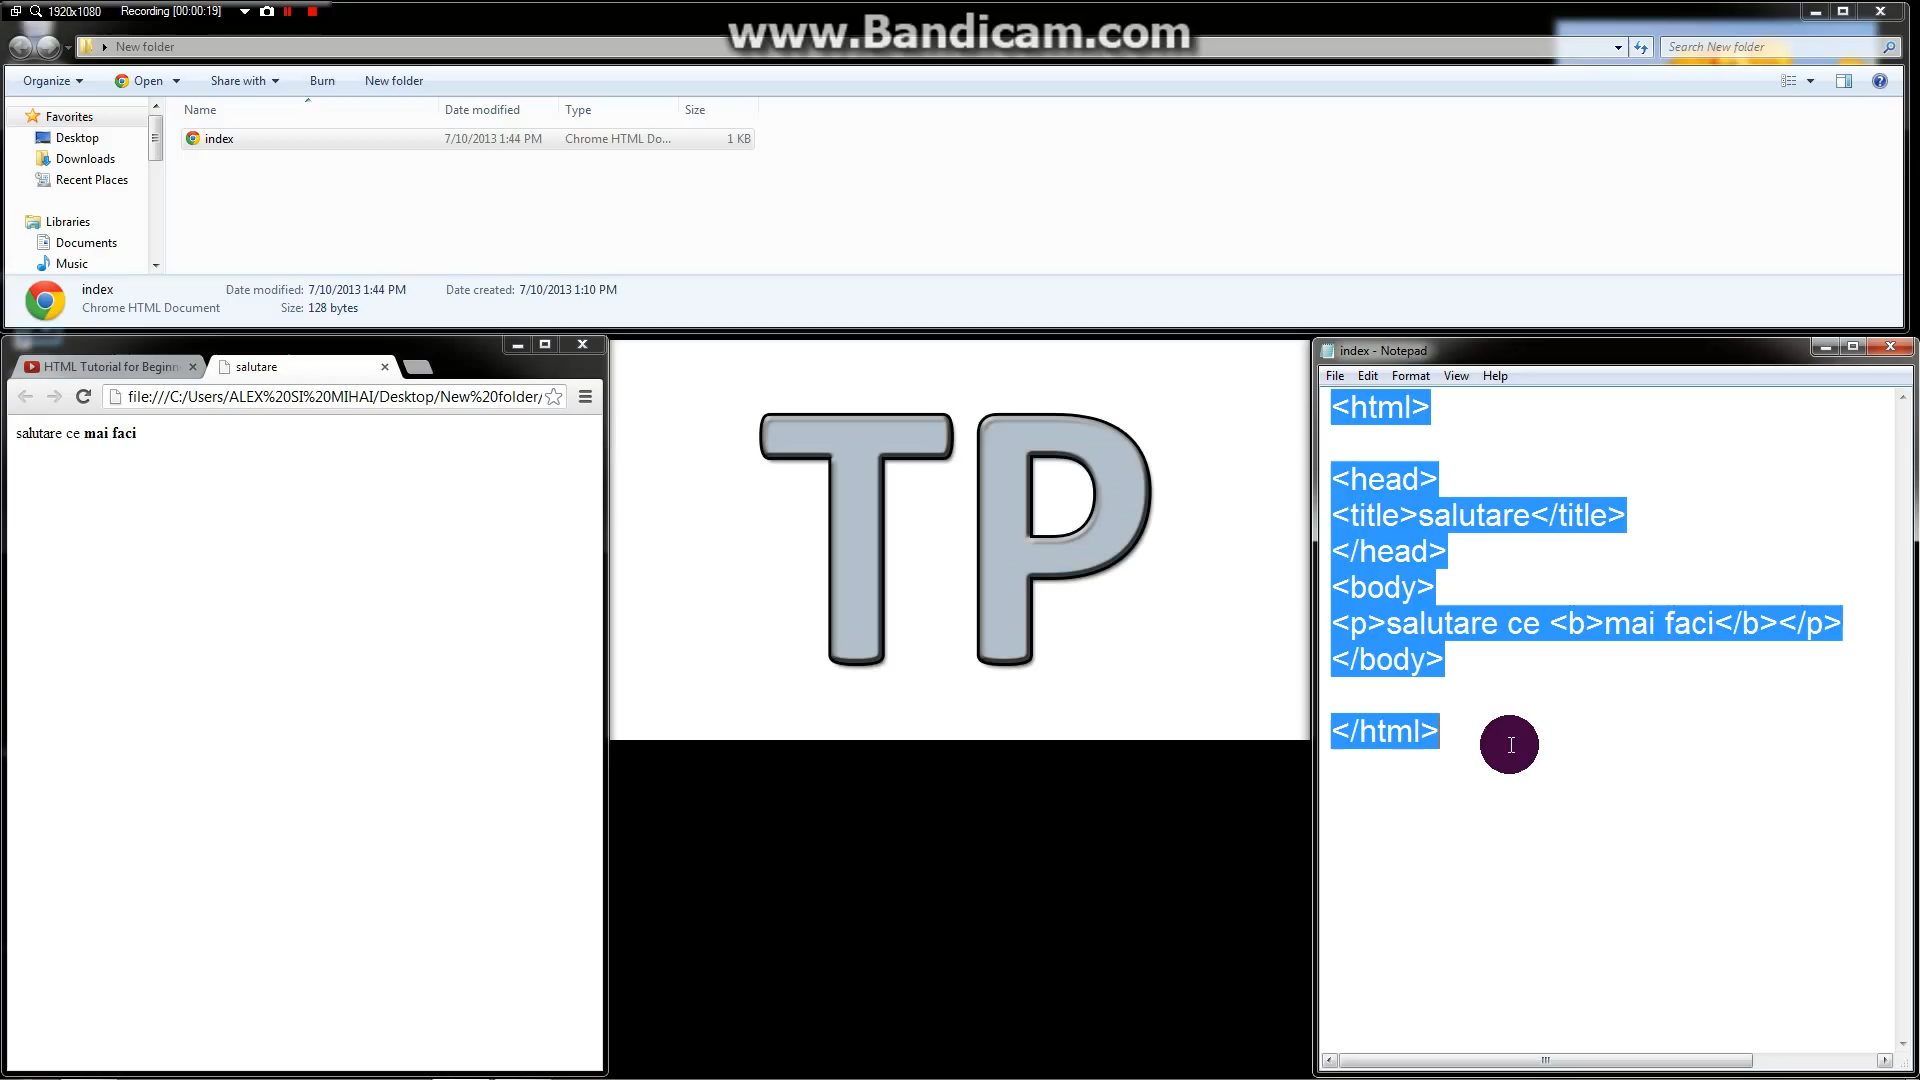 1920x1080 Recording [00:00:19]
www.Bandicam.com
New folder
Search New folder
Organize Open Share with Burn New folder
Name Date modified Type Size
index 7/10/2013 1:44 PM Chrome HTML Do... 1 KB
Favorites
Desktop
Downloads
Recent Places
Libraries
Documents
Music
index Date modified: 7/10/2013 1:44 PM Date created: 7/10/2013 1:10 PM
Chrome HTML Document Size: 128 bytes
HTML Tutorial for Beginn salutare
file:///C:/Users/ALEX%20SI%20MIHAI/Desktop/New%20folder/
salutare ce mai faci
TP
index - Notepad
File Edit Format View Help
<html>
<head>
<title>salutare</title>
</head>
<body>
<p>salutare ce <b>mai faci</b></p>
</body>
</html>